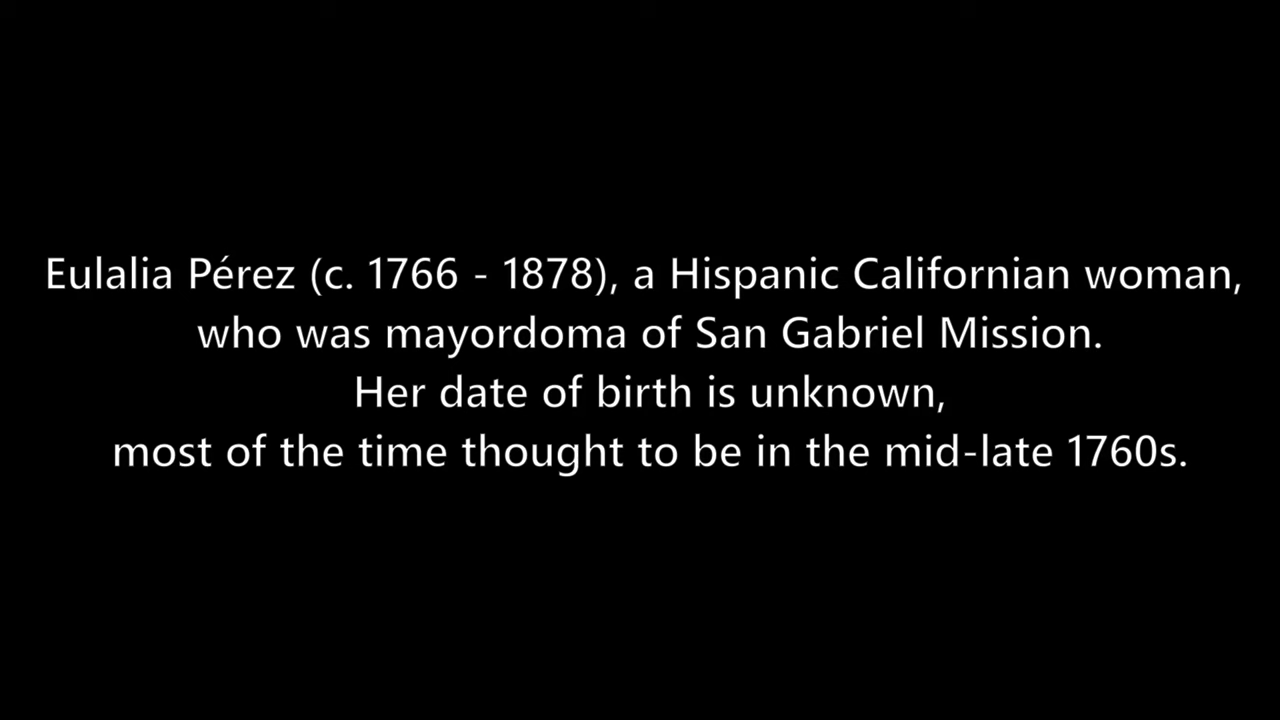 Eulalia Pérez (c. 1766 - 1878), a Hispanic Californian woman,
who was mayordoma of San Gabriel Mission.
Her date of birth is unknown,
most of the time thought to be in the mid-late 1760s.